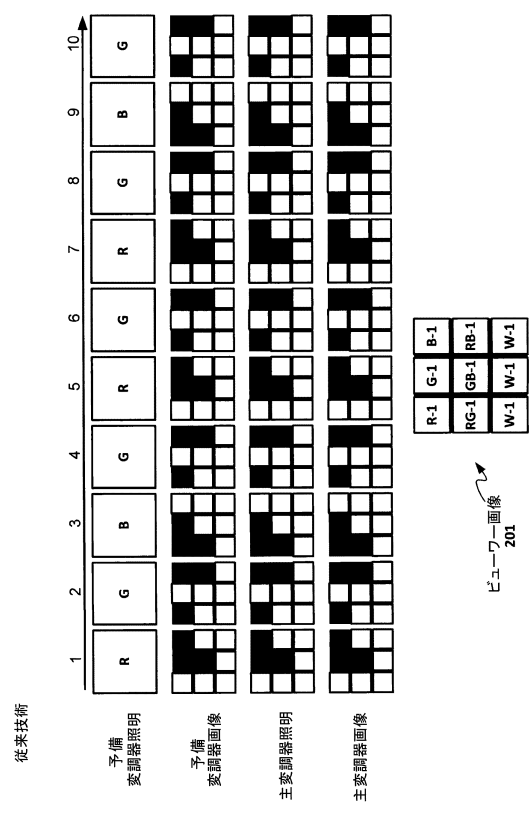 従来技術
1 2 3 4 5 6 7 8 9 10
予備
変調器照明
R G B G R G R G B G
予備
変調器画像
主変調器照明
主変調器画像
ビューワー画像
201
R-1 G-1 B-1
RG-1 GB-1 RB-1
W-1 W-1 W-1